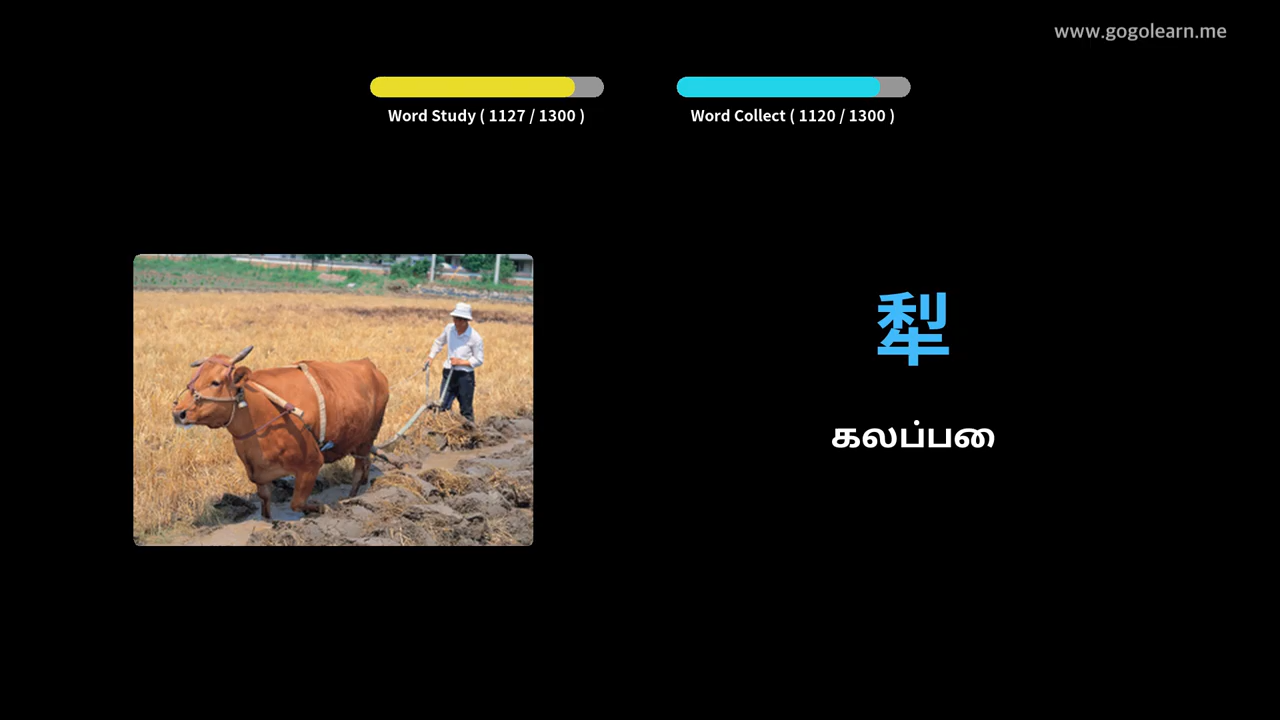 www.gogolearn.me
Word Study ( 1127 / 1300 )
Word Collect ( 1120 / 1300 )
犁
கலப்பை